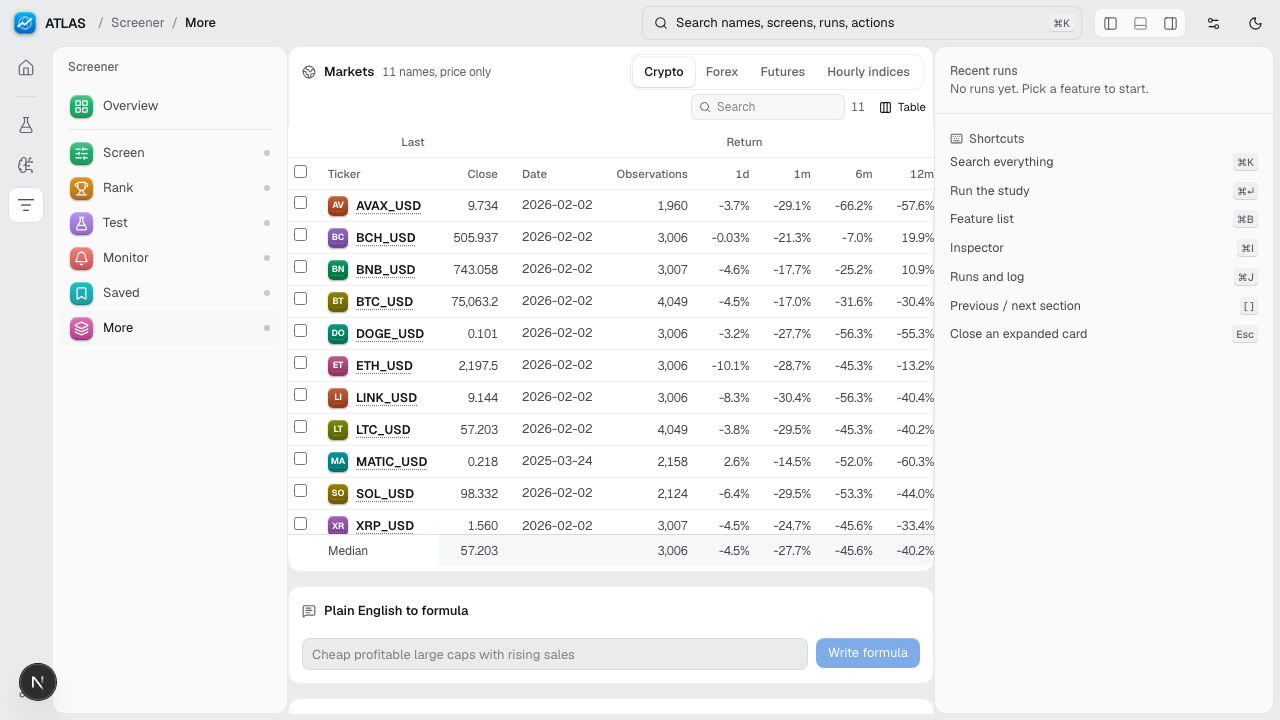 ATLAS / Screener / More
Search names, screens, runs, actions ⌘K
Screener
Overview
Screen
Rank
Test
Monitor
Saved
More
Markets 11 names, price only
Crypto Forex Futures Hourly indices
Search 11 Table
Last Return
Ticker Close Date Observations 1d 1m 6m 12m
AV AVAX_USD 9.734 2026-02-02 1,960 -3.7% -29.1% -66.2% -57.6%
BC BCH_USD 505.937 2026-02-02 3,006 -0.03% -21.3% -7.0% 19.9%
BN BNB_USD 743.058 2026-02-02 3,007 -4.6% -17.7% -25.2% 10.9%
BT BTC_USD 75,063.2 2026-02-02 4,049 -4.5% -17.0% -31.6% -30.4%
DO DOGE_USD 0.101 2026-02-02 3,006 -3.2% -27.7% -56.3% -55.3%
ET ETH_USD 2,197.5 2026-02-02 3,006 -10.1% -28.7% -45.3% -13.2%
LI LINK_USD 9.144 2026-02-02 3,006 -8.3% -30.4% -56.3% -40.4%
LT LTC_USD 57.203 2026-02-02 4,049 -3.8% -29.5% -45.3% -40.2%
MA MATIC_USD 0.218 2025-03-24 2,158 2.6% -14.5% -52.0% -60.3%
SO SOL_USD 98.332 2026-02-02 2,124 -6.4% -29.5% -53.3% -44.0%
XR XRP_USD 1.560 2026-02-02 3,007 -4.5% -24.7% -45.6% -33.4%
Median 57.203 3,006 -4.5% -27.7% -45.6% -40.2%
Plain English to formula
Cheap profitable large caps with rising sales
Write formula
Recent runs
No runs yet. Pick a feature to start.
Shortcuts
Search everything ⌘K
Run the study ⌘↵
Feature list ⌘B
Inspector ⌘I
Runs and log ⌘J
Previous / next section [ ]
Close an expanded card Esc
N